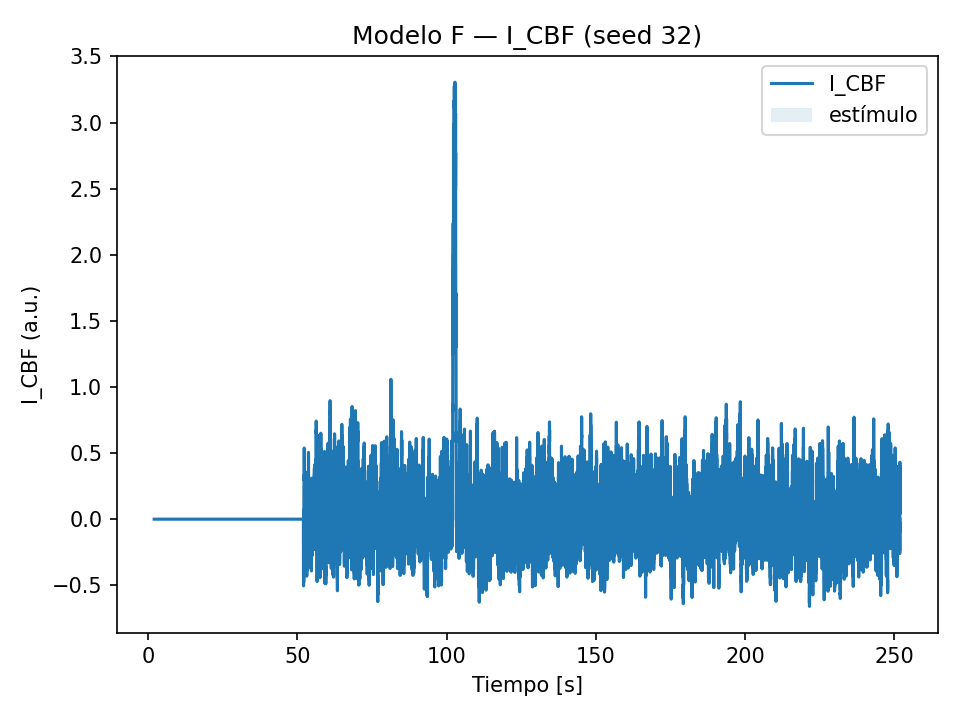 Modelo F — I_CBF (seed 32)
I_CBF
estímulo
3.5
3.0
2.5
2.0
1.5
1.0
0.5
0.0
−0.5
I_CBF (a.u.)
0 50 100 150 200 250
Tiempo [s]